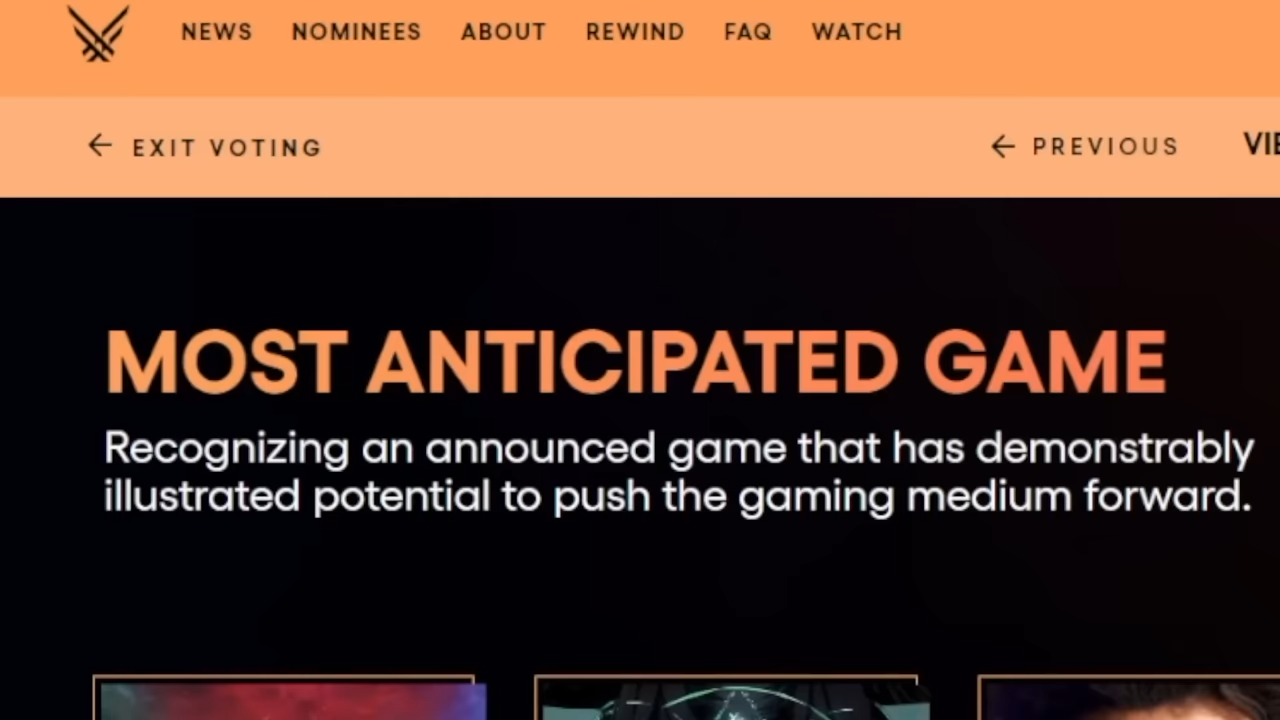 NEWS NOMINEES ABOUT REWIND FAQ WATCH
← EXIT VOTING ← PREVIOUS
MOST ANTICIPATED GAME
Recognizing an announced game that has demonstrably
illustrated potential to push the gaming medium forward.